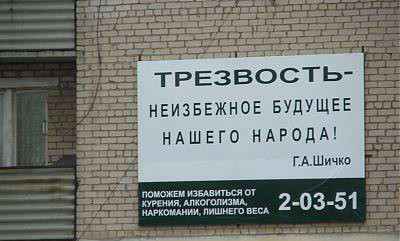 ТРЕЗВОСТЬ-
НЕИЗБЕЖНОЕ БУДУЩЕЕ
НАШЕГО НАРОДА!
Г.А.Шичко
ПОМОЖЕМ ИЗБАВИТЬСЯ ОТ
КУРЕНИЯ, АЛКОГОЛИЗМА,
НАРКОМАНИИ, ЛИШНЕГО ВЕСА
2-03-51